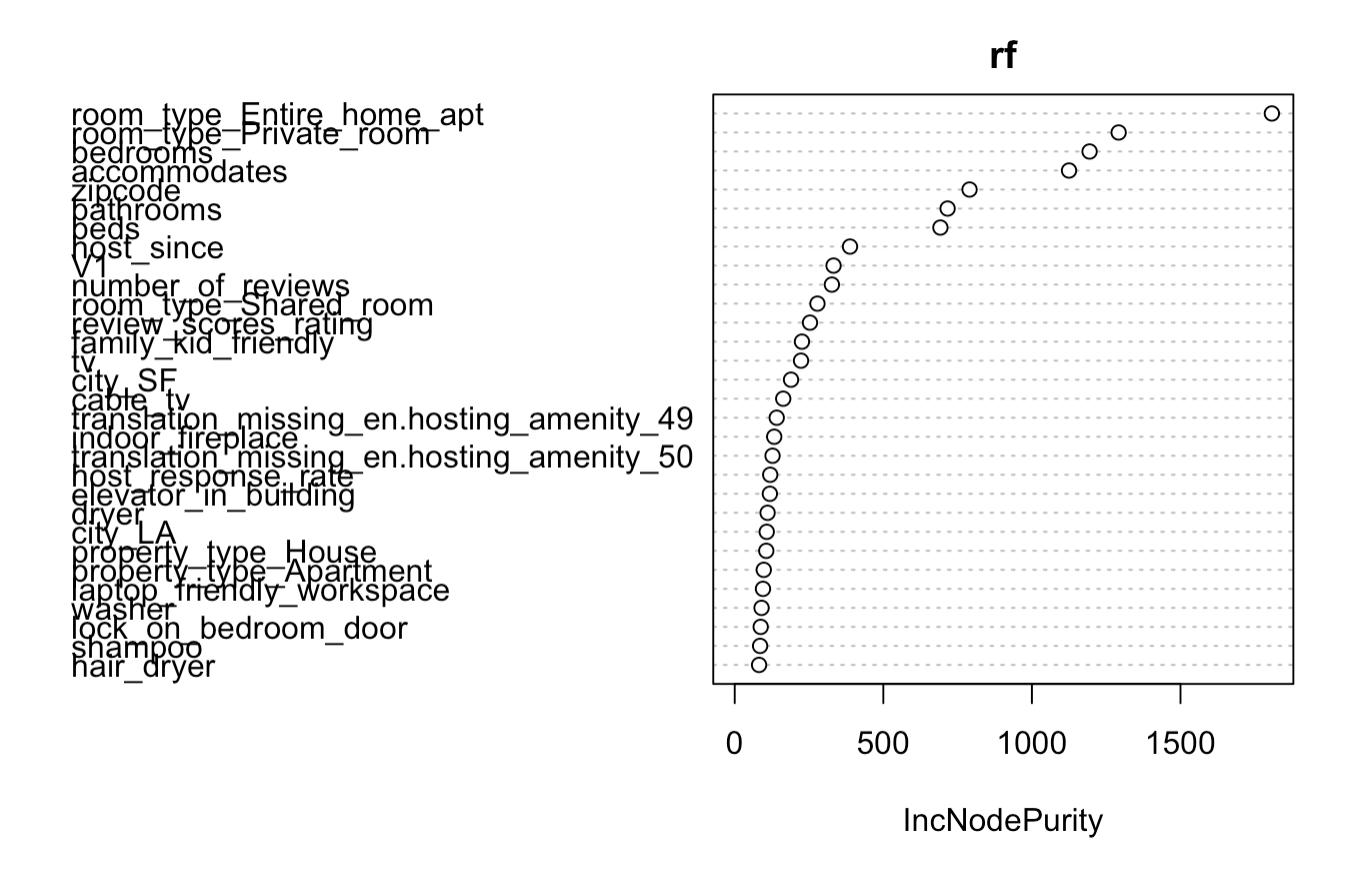 rf
room_type_Entire_home_apt
room_type_Private_room
bedrooms
accommodates
zipcode
bathrooms
beds
host_since
V1
number_of_reviews
room_type_Shared_room
review_scores_rating
family_kid_friendly
tv
city_SF
cable_tv
translation_missing_en.hosting_amenity_49
indoor_fireplace
translation_missing_en.hosting_amenity_50
host_response_rate
elevator_in_building
dryer
city_LA
property_type_House
property_type_Apartment
laptop_friendly_workspace
washer
lock_on_bedroom_door
shampoo
hair_dryer
0 500 1000 1500
IncNodePurity